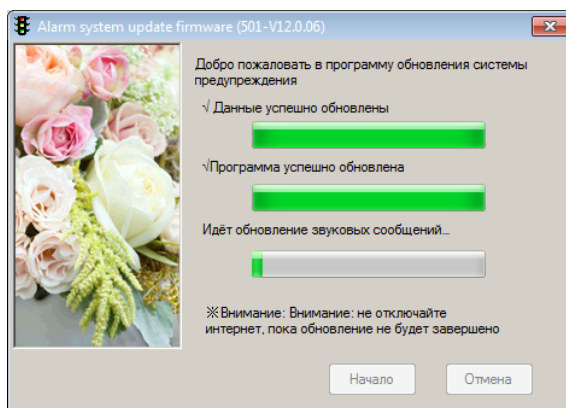 Alarm system update firmware (501-V12.0.06)
Добро пожаловать в программу обновления системы
предупреждения
√ Данные успешно обновлены
√Программа успешно обновлена
Идёт обновление звуковых сообщений...
※Внимание: Внимание: не отключайте
интернет, пока обновление не будет завершено
Начало
Отмена